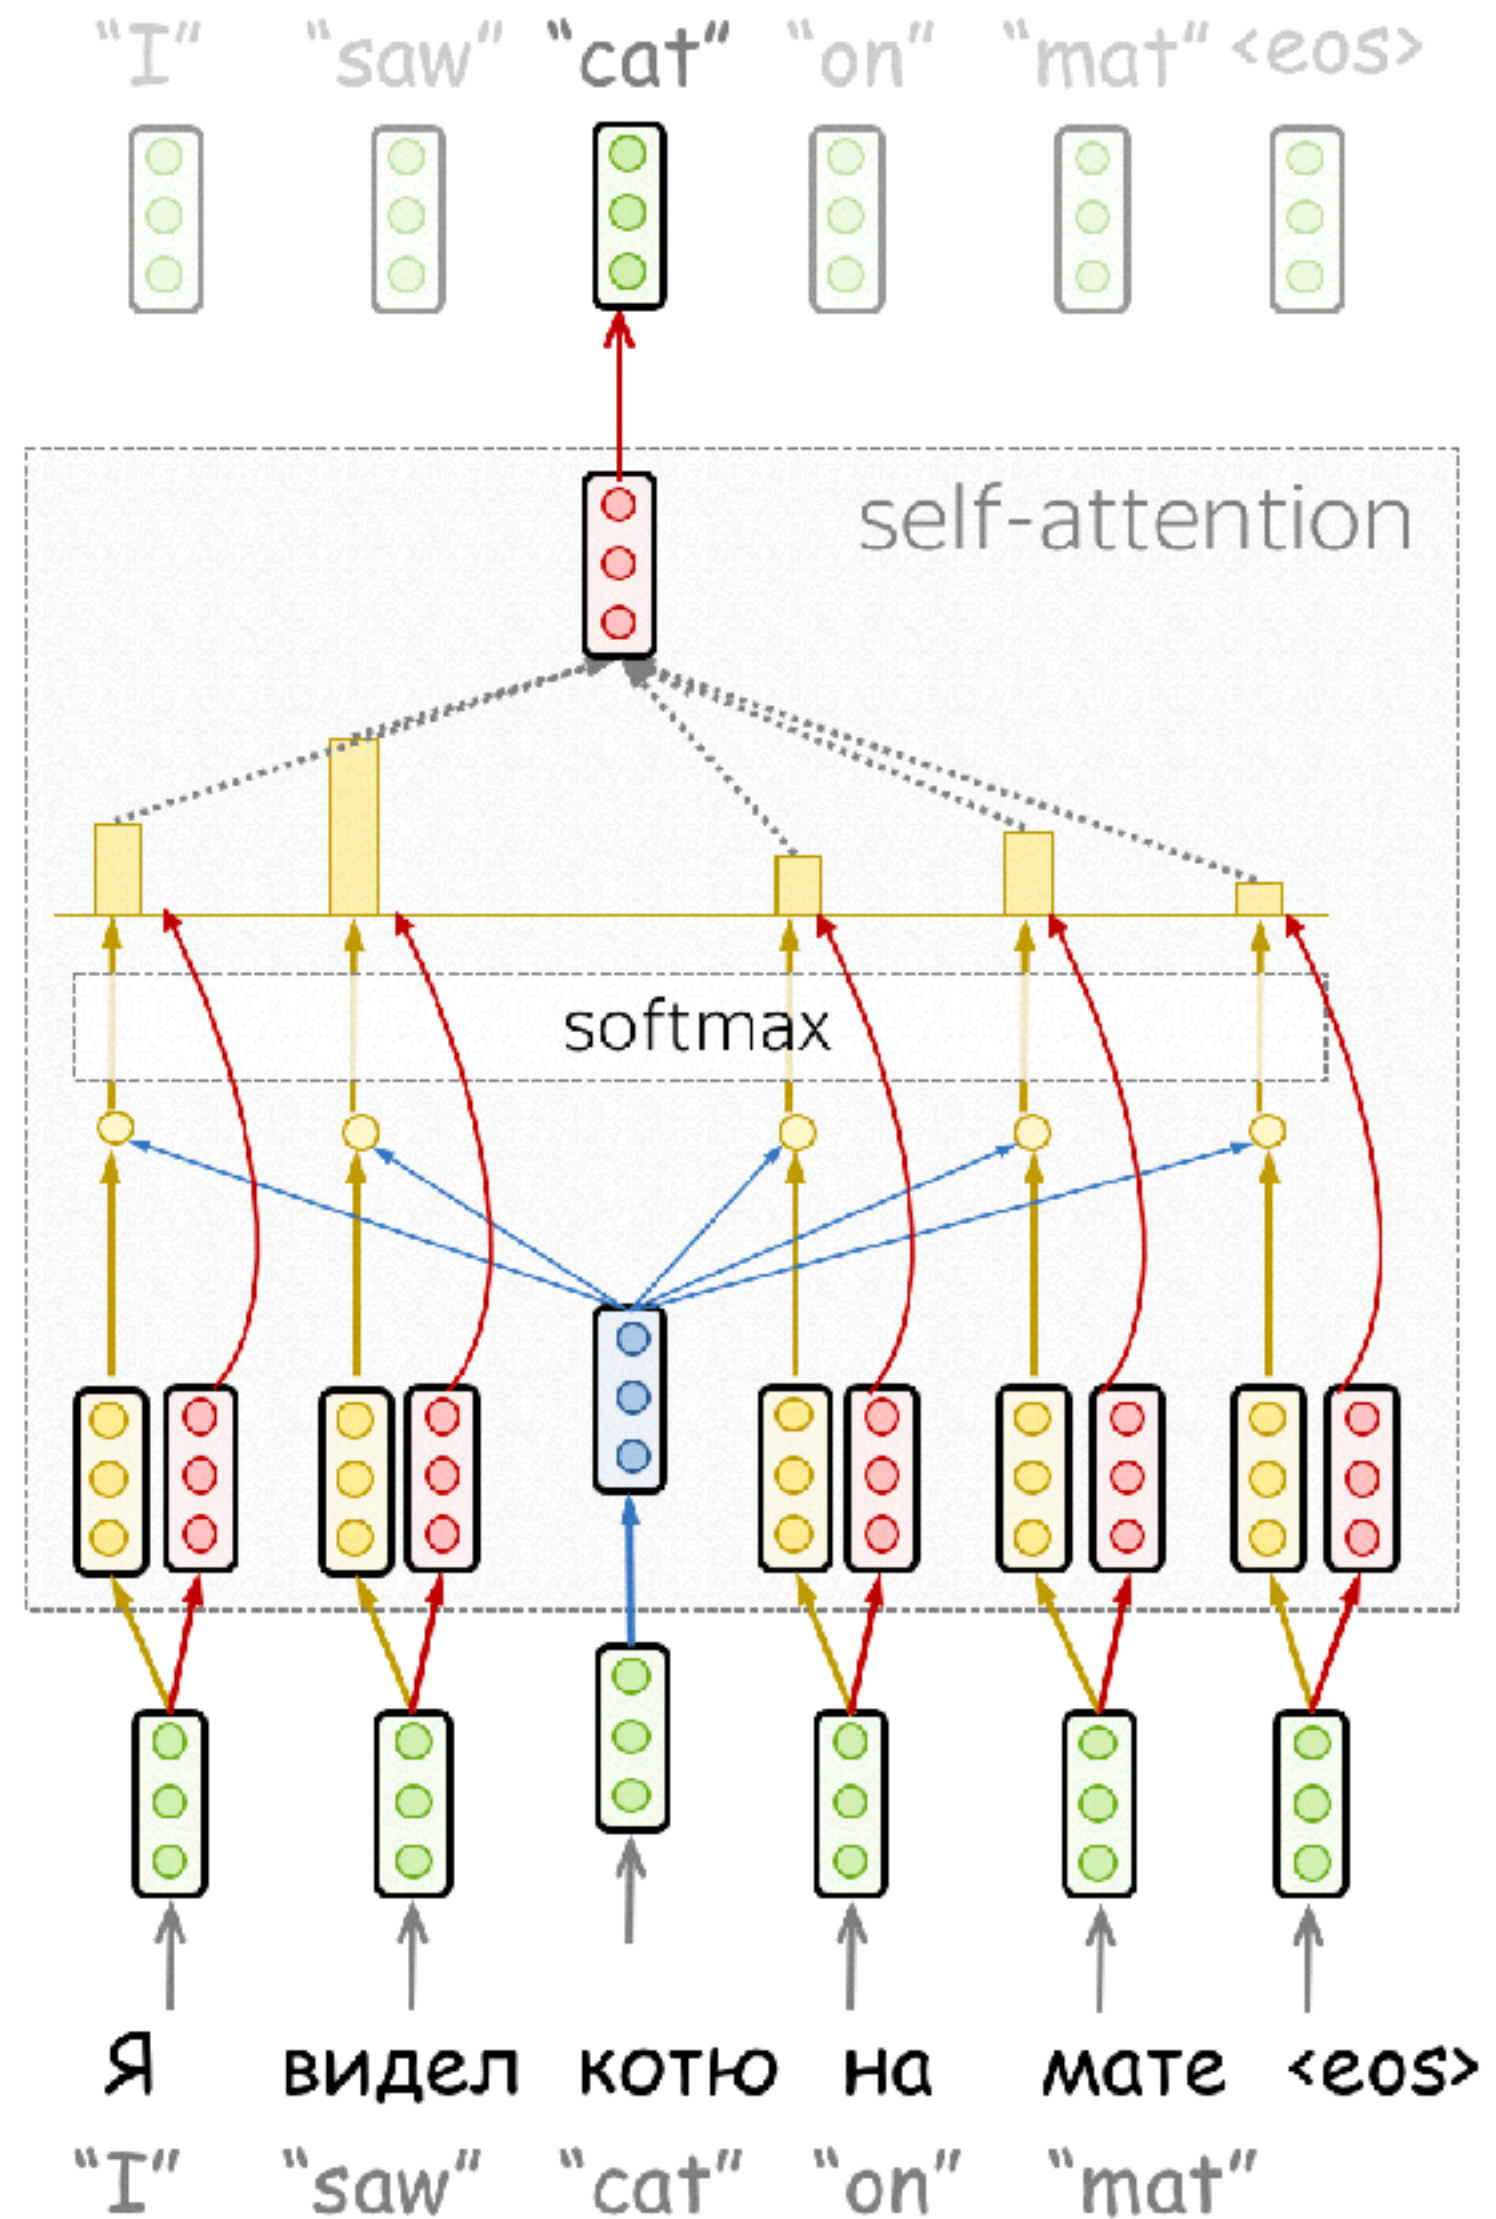 “I” “saw” “cat” “on” “mat” <eos>
self-attention
softmax
Я видел котю на мате <eos>
“I” “saw” “cat” “on” “mat”